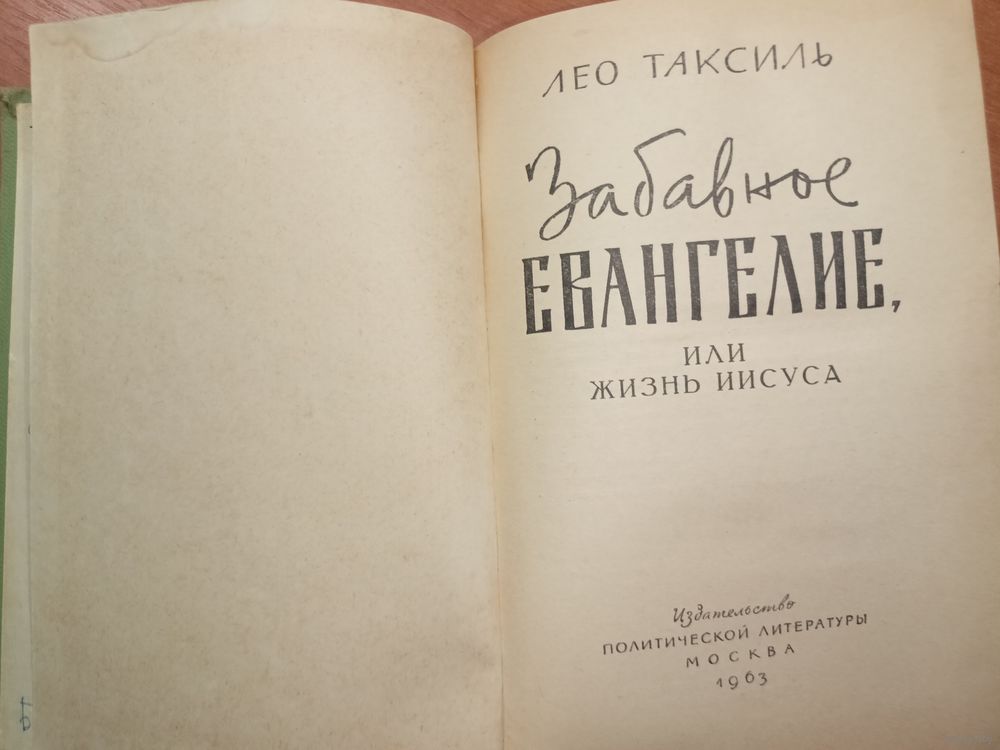 ЛЕО ТАКСИЛЬ
Забавное
ЕВАНГЕЛИЕ,
ИЛИ
ЖИЗНЬ ИИСУСА
Издательство
ПОЛИТИЧЕСКОЙ ЛИТЕРАТУРЫ
МОСКВА
1963